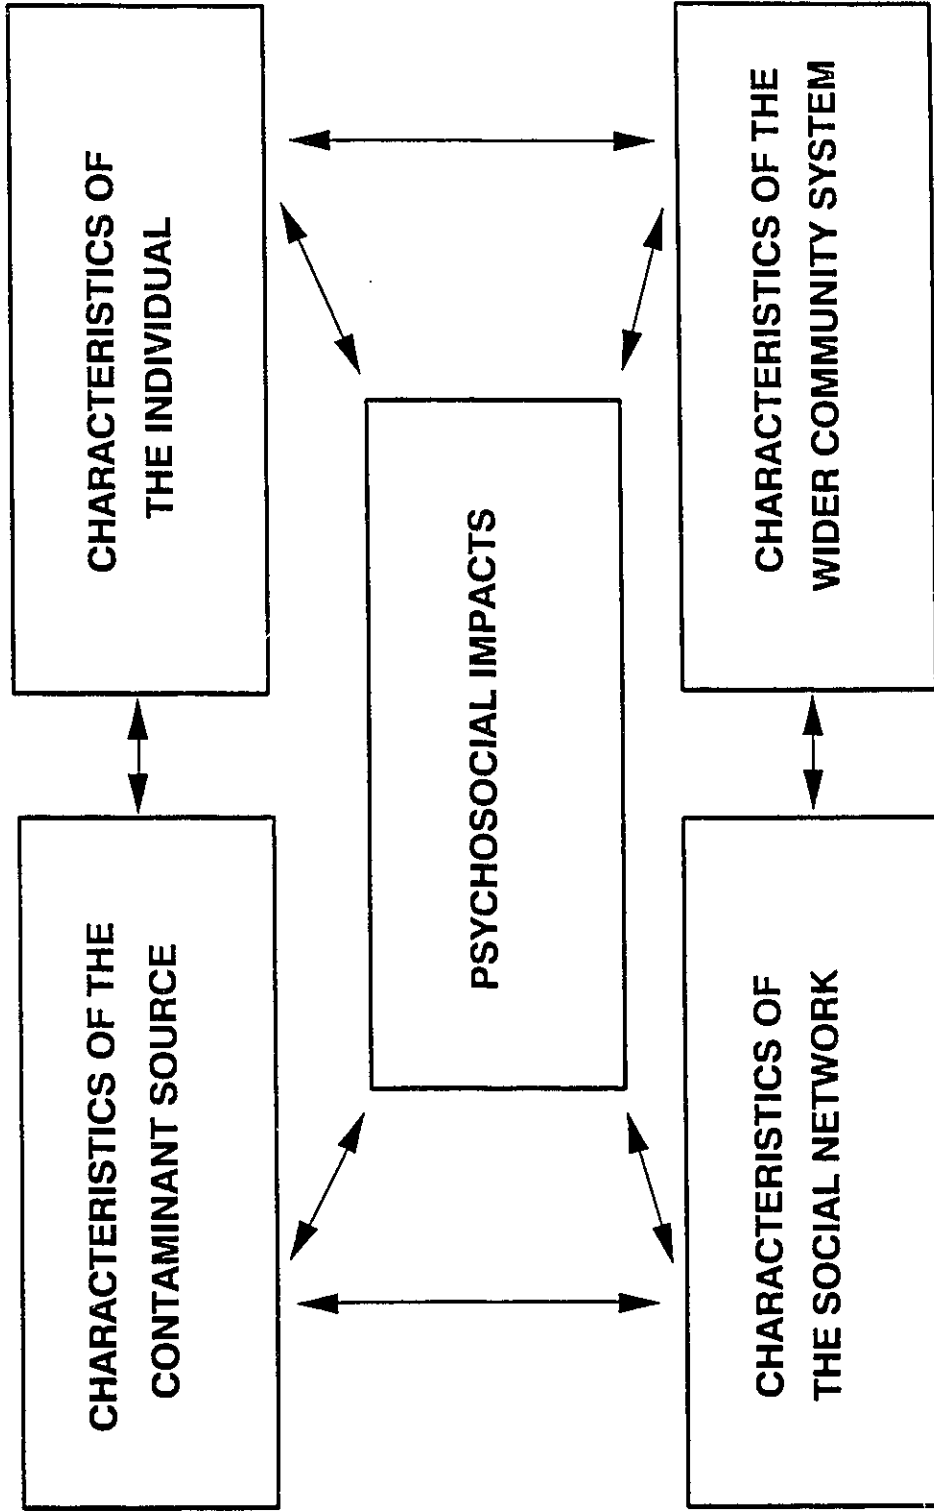 CHARACTERISTICS OF THE
CONTAMINANT SOURCE
CHARACTERISTICS OF
THE INDIVIDUAL
PSYCHOSOCIAL IMPACTS
CHARACTERISTICS OF
THE SOCIAL NETWORK
CHARACTERISTICS OF THE
WIDER COMMUNITY SYSTEM